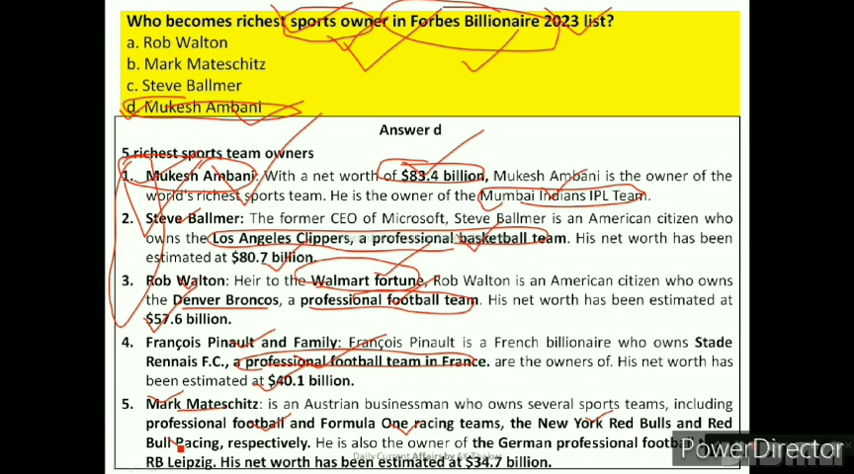 Who becomes richest sports owner in Forbes Billionaire 2023 list?
a. Rob Walton
b. Mark Mateschitz
c. Steve Ballmer
d. Mukesh Ambani
Answer d
5 richest sports team owners
1. Mukesh Ambani: With a net worth of $83.4 billion, Mukesh Ambani is the owner of the
world's richest sports team. He is the owner of the Mumbai Indians IPL Team.
2. Steve Ballmer: The former CEO of Microsoft, Steve Ballmer is an American citizen who
owns the Los Angeles Clippers, a professional basketball team. His net worth has been
estimated at $80.7 billion.
3. Rob Walton: Heir to the Walmart fortune, Rob Walton is an American citizen who owns
the Denver Broncos, a professional football team. His net worth has been estimated at
$57.6 billion.
4. François Pinault and Family: François Pinault is a French billionaire who owns Stade
Rennais F.C., a professional football team in France. are the owners of. His net worth has
been estimated at $40.1 billion.
5. Mark Mateschitz: is an Austrian businessman who owns several sports teams, including
professional football and Formula One racing teams, the New York Red Bulls and Red
Bull Racing, respectively. He is also the owner of the German professional footbal
PowerDirector
Daily Current Affairs by
RB Leipzig. His net worth has been estimated at $34.7 billion.